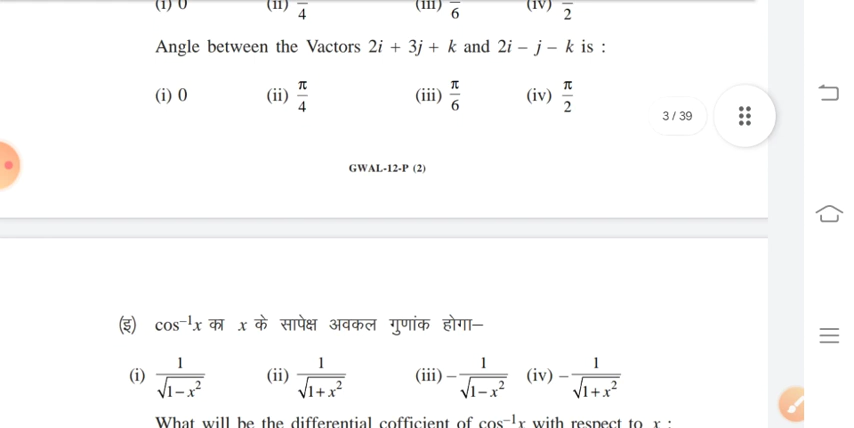 (i) 0 (ii) —/4 (iii) —/6 (iv) —/2
Angle between the Vactors 2i + 3j + k and 2i – j – k is :
(i) 0 (ii) π/4 (iii) π/6 (iv) π/2
3 / 39
GWAL-12-P (2)
(इ) cos⁻¹x का x के सापेक्ष अवकल गुणांक होगा–
(i) 1/√(1–x²) (ii) 1/√(1+x²) (iii) –1/√(1–x²) (iv) –1/√(1+x²)
What will be the differential cofficient of cos⁻¹x with respect to x :